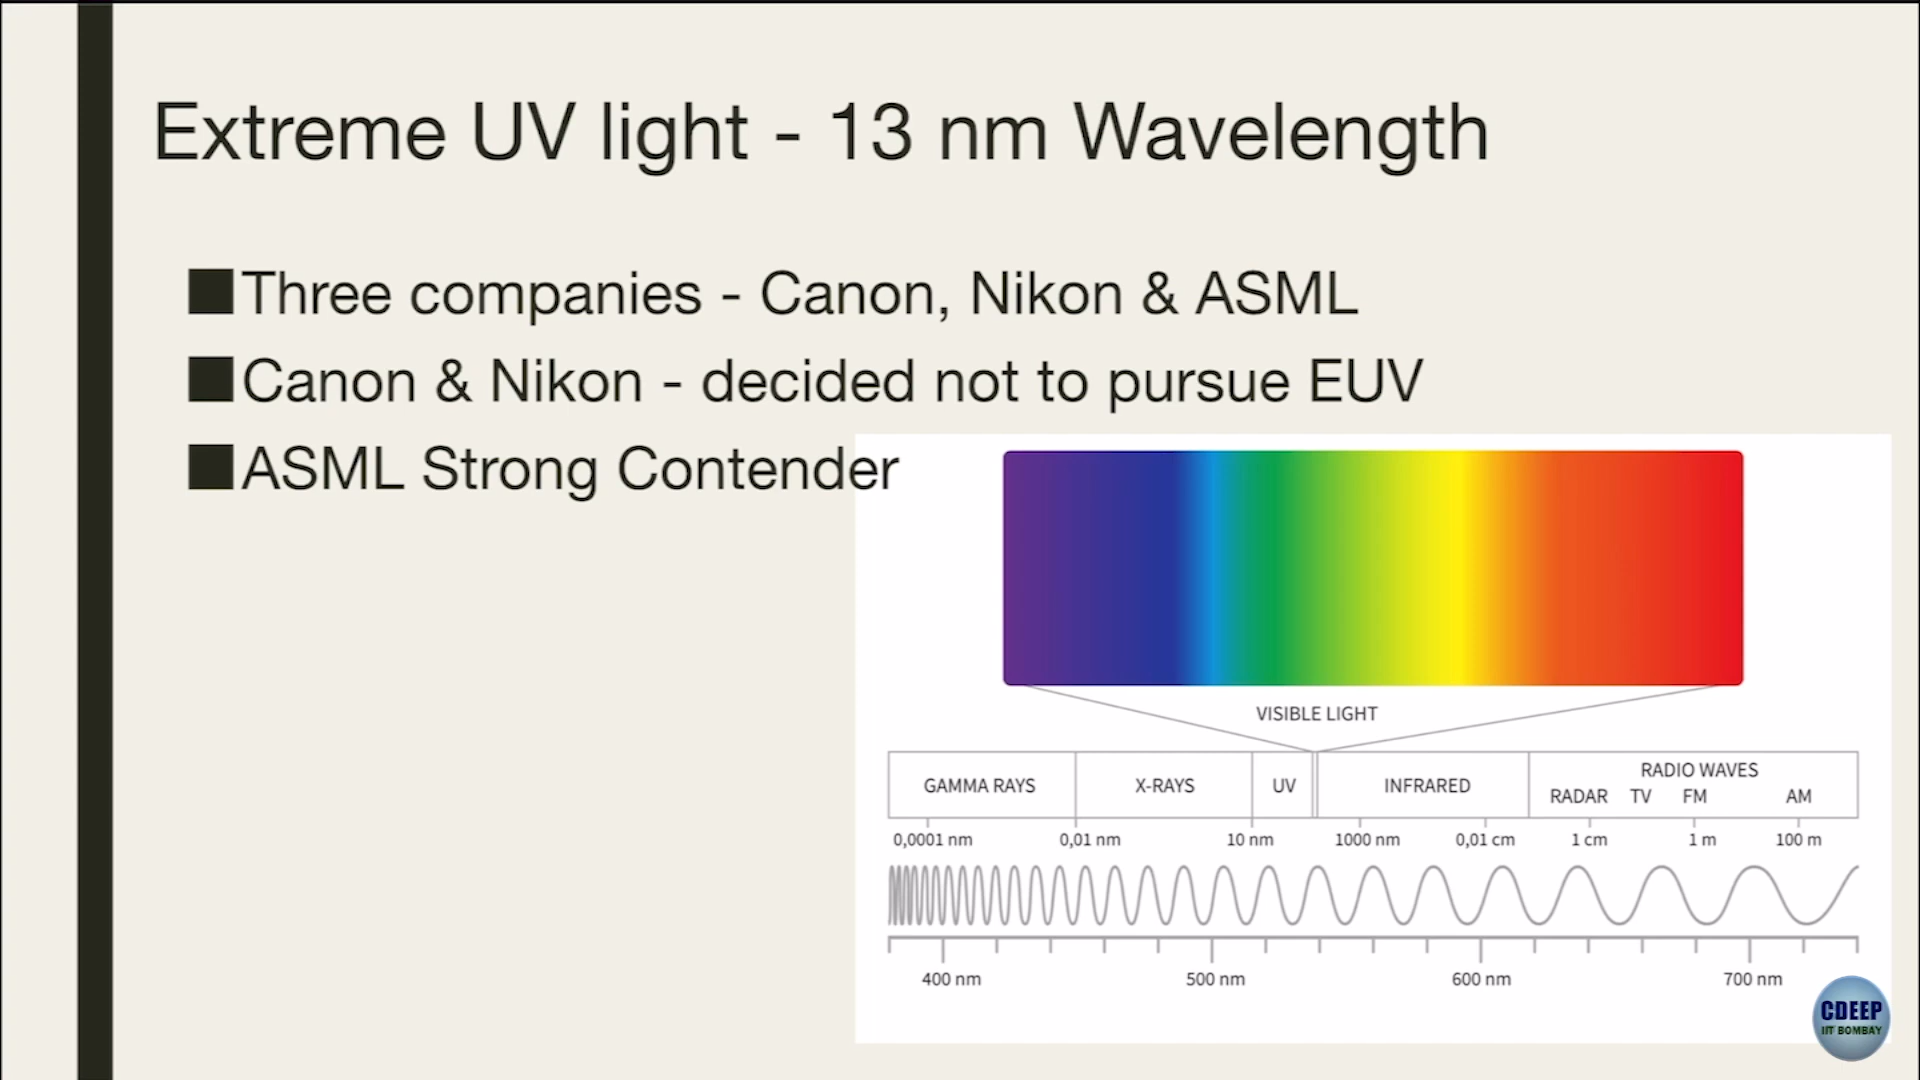 Extreme UV light - 13 nm Wavelength
■Three companies - Canon, Nikon & ASML
■Canon & Nikon - decided not to pursue EUV
■ASML Strong Contender
VISIBLE LIGHT
GAMMA RAYS X-RAYS UV INFRARED RADIO WAVES
RADAR TV FM AM
0,0001 nm 0,01 nm 10 nm 1000 nm 0,01 cm 1 cm 1 m 100 m
400 nm 500 nm 600 nm 700 nm
CDEEP
IIT BOMBAY